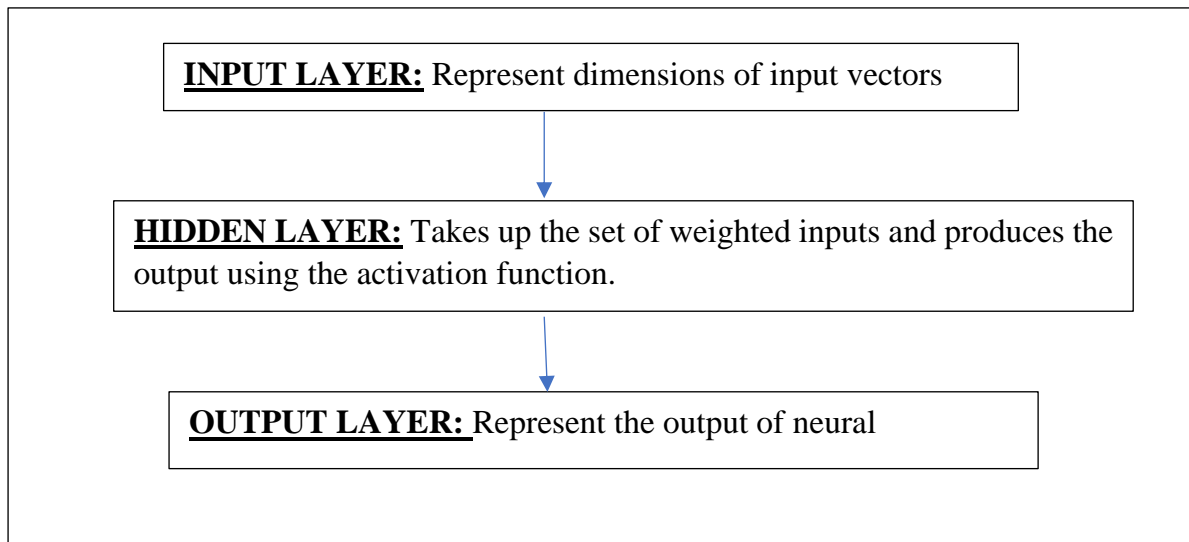 INPUT LAYER: Represent dimensions of input vectors
HIDDEN LAYER: Takes up the set of weighted inputs and produces the
output using the activation function.
OUTPUT LAYER: Represent the output of neural